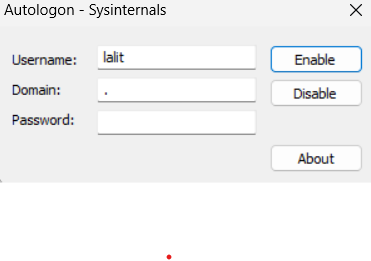 Autologon - Sysinternals
Username: lalit Enable
Domain: . Disable
Password:
About